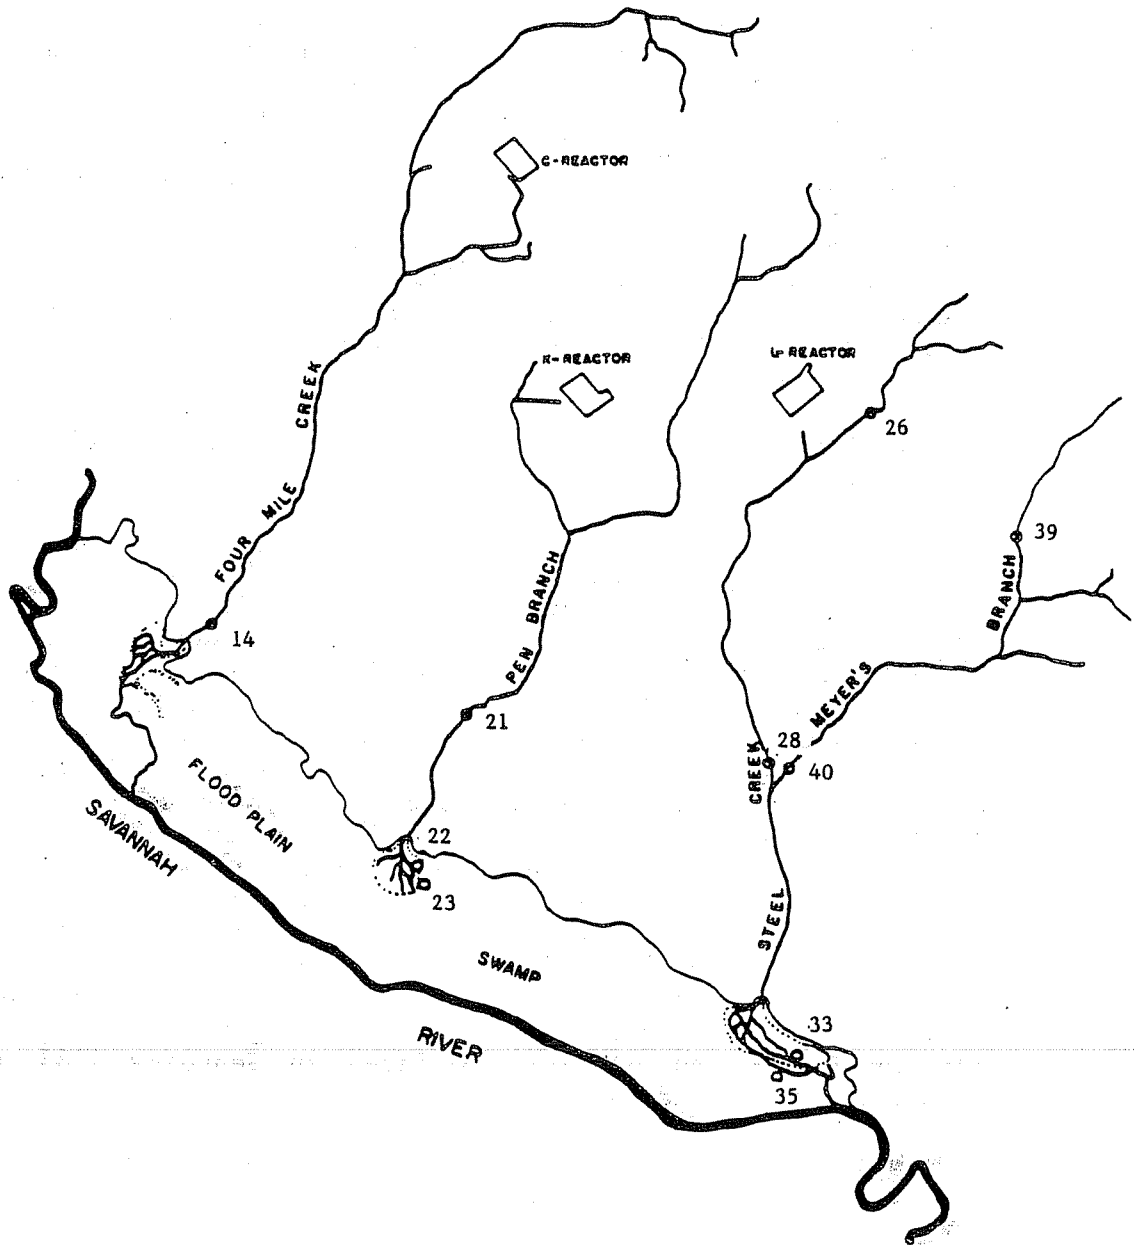 C-REACTOR
K-REACTOR
L-REACTOR
26
CREEK
39
FOUR MILE
BRANCH
PEN BRANCH
14
MEYER'S
21
28
40
CREEK
FLOOD PLAIN
SAVANNAH
22
23
STEEL
SWAMP
33
RIVER
35